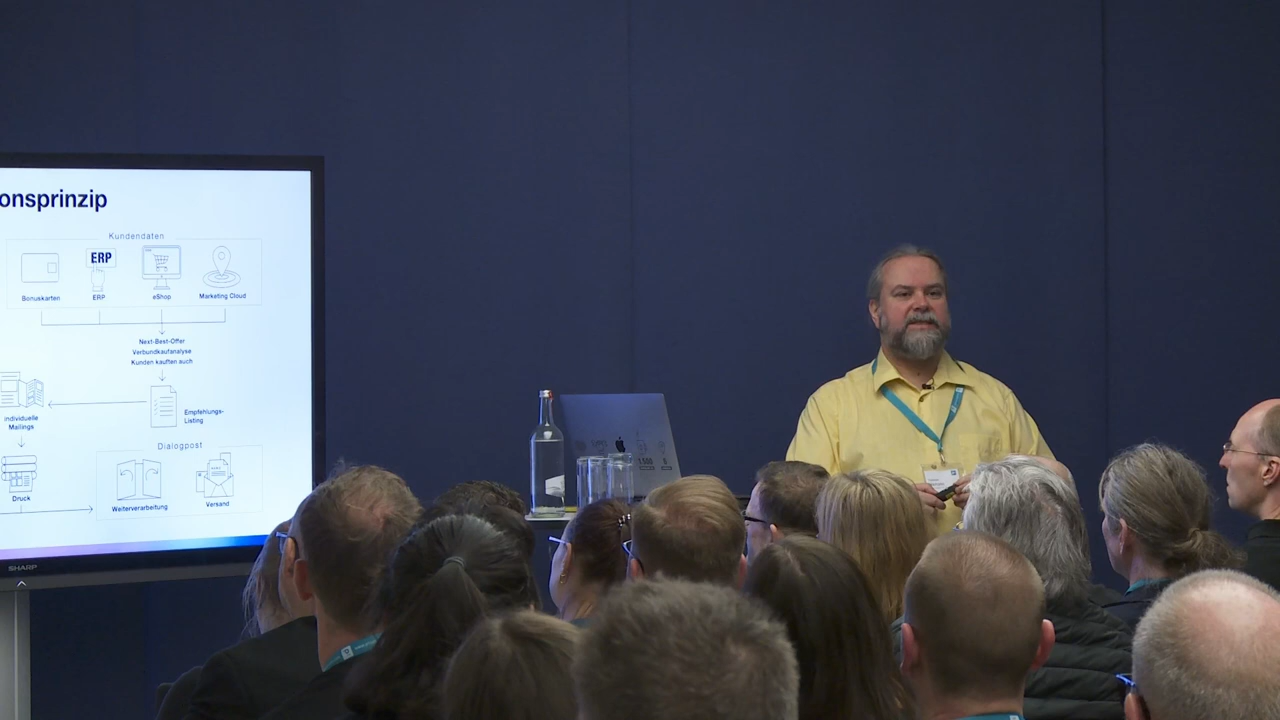 onsprinzip
Kundendaten
ERP
Bonuskarten
ERP
eShop
Marketing Cloud
Next-Best-Offer
Verbundkaufanalyse
Kunden kauften auch
individuelle
Mailings
Empfehlungs-
Listing
Dialogpost
Druck
Weiterverarbeitung
Versand
SHARP